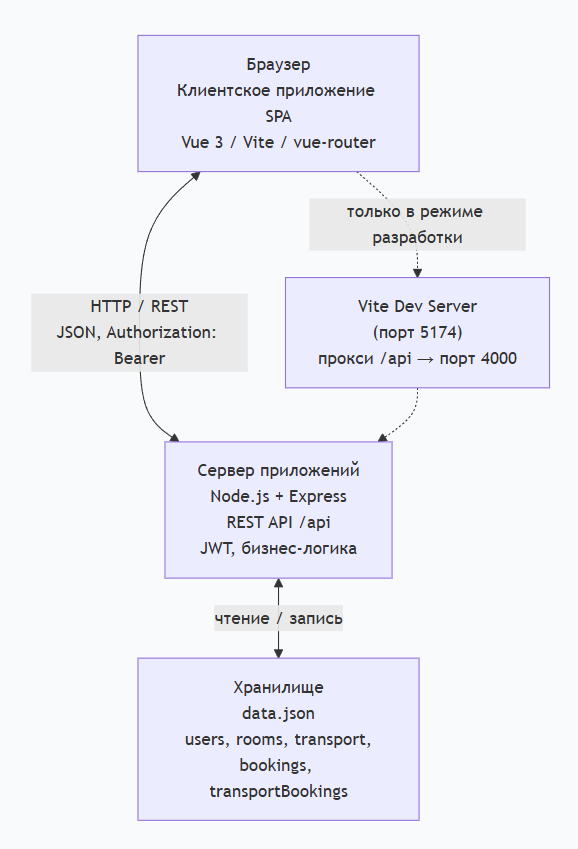 Браузер
Клиентское приложение
SPA
Vue 3 / Vite / vue-router
только в режиме
разработки
HTTP / REST
JSON, Authorization:
Bearer
Vite Dev Server
(порт 5174)
прокси /api → порт 4000
Сервер приложений
Node.js + Express
REST API /api
JWT, бизнес-логика
чтение / запись
Хранилище
data.json
users, rooms, transport,
bookings,
transportBookings